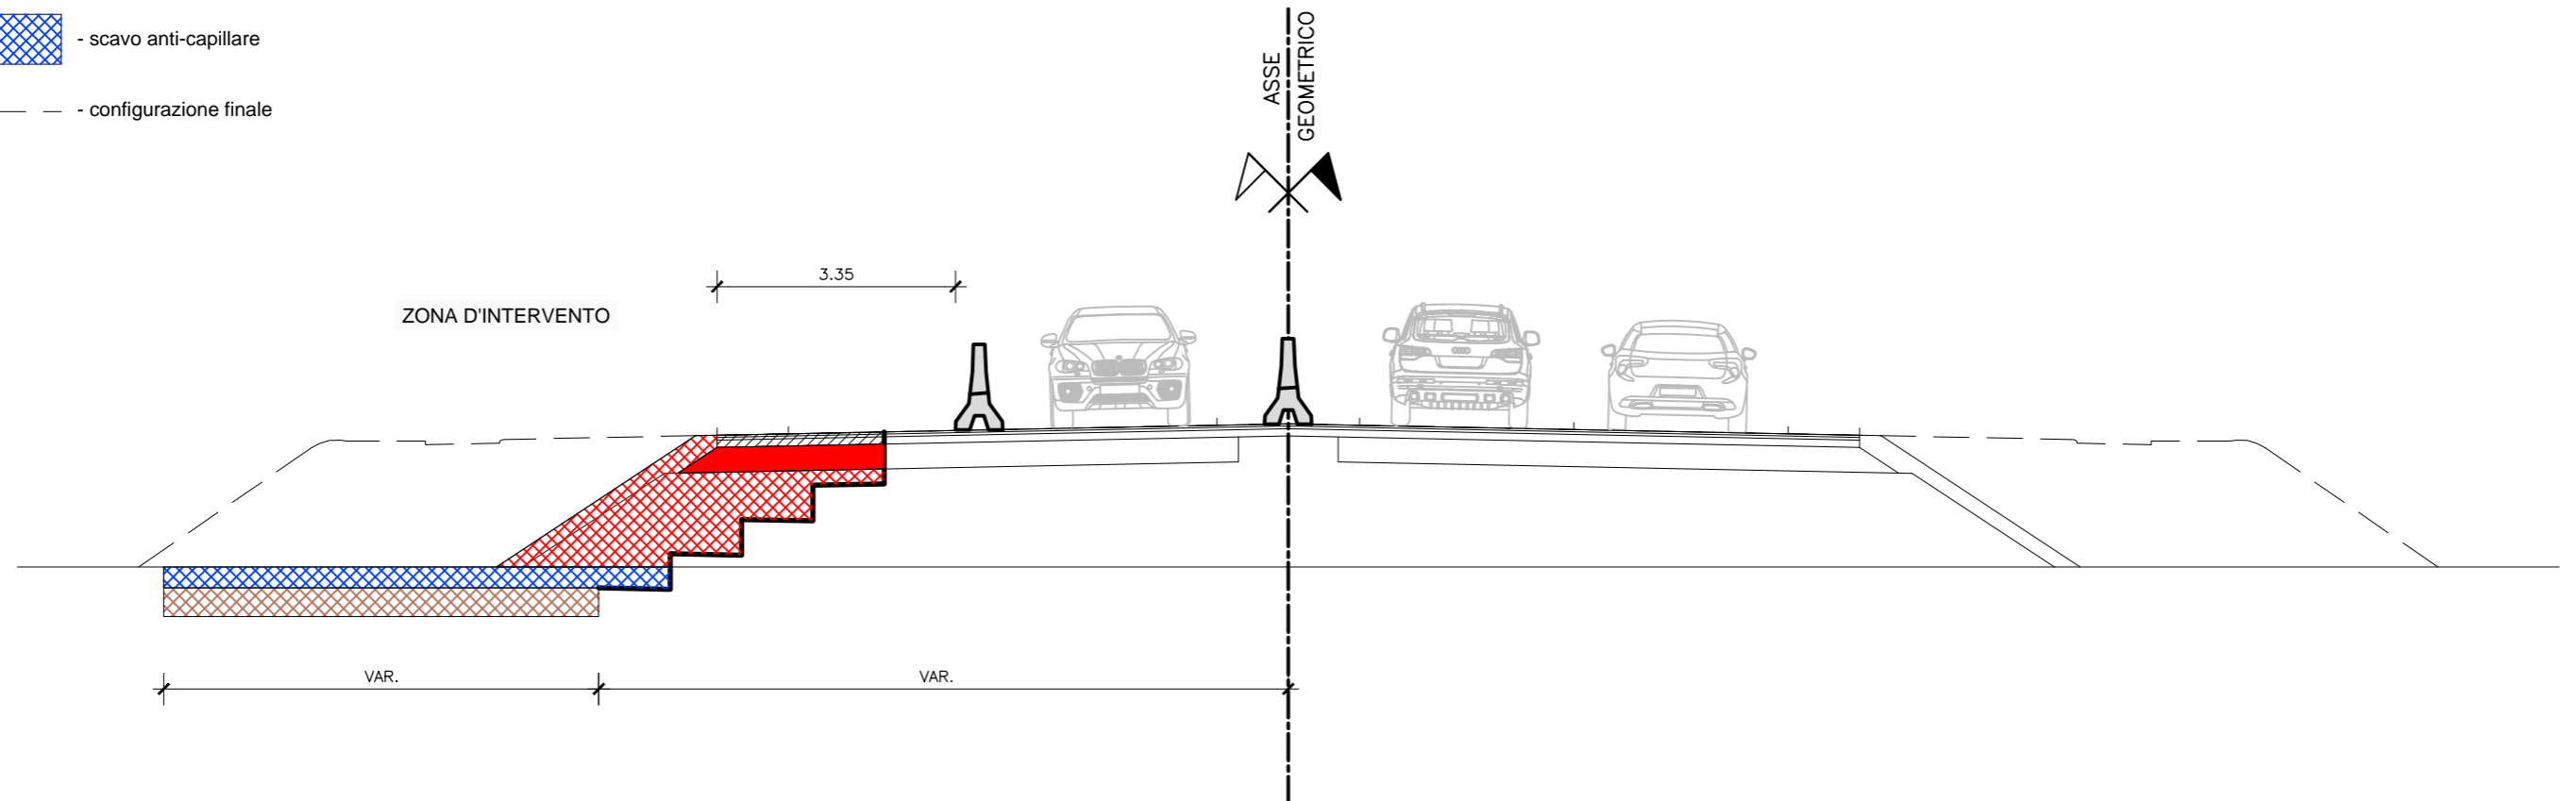 - scavo anti-capillare
- configurazione finale
ASSE
GEOMETRICO
3.35
ZONA D'INTERVENTO
VAR.
VAR.